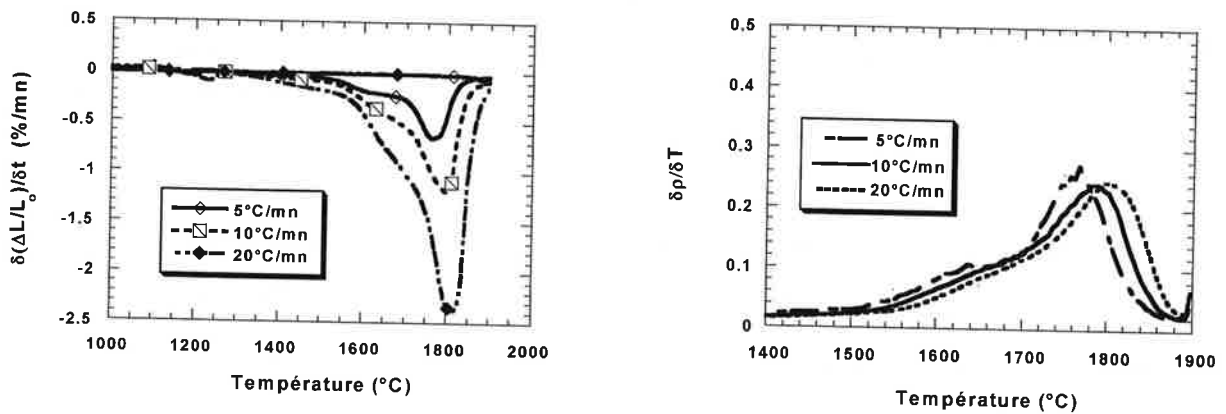 δ(ΔL/Lo)/δt (%/mn)
0.5
0
-0.5
-1
-1.5
-2
-2.5
5°C/mn
10°C/mn
20°C/mn
1000 1200 1400 1600 1800 2000
Température (°C)
δρ/δT
0,5
0.4
0.3
0.2
0.1
0
5°C/mn
10°C/mn
20°C/mn
1400 1500 1600 1700 1800 1900
Température (°C)